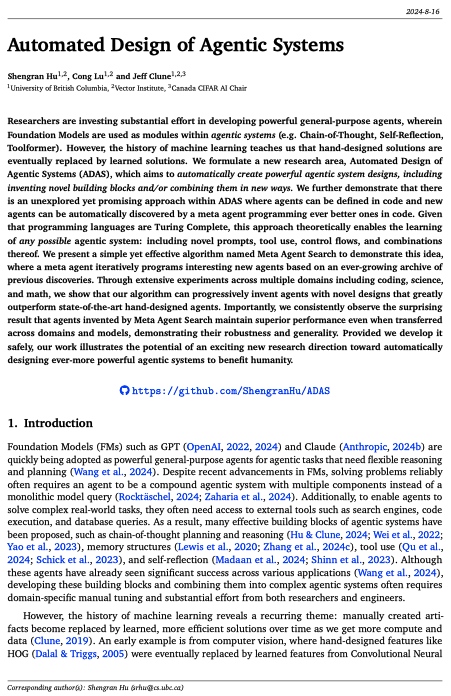 2024-8-16
Automated Design of Agentic Systems
Shengran Hu1,2, Cong Lu1,2 and Jeff Clune1,2,3
1University of British Columbia, 2Vector Institute, 3Canada CIFAR AI Chair
Researchers are investing substantial effort in developing powerful general-purpose agents, wherein
Foundation Models are used as modules within agentic systems (e.g. Chain-of-Thought, Self-Reflection,
Toolformer). However, the history of machine learning teaches us that hand-designed solutions are
eventually replaced by learned solutions. We formulate a new research area, Automated Design of
Agentic Systems (ADAS), which aims to automatically create powerful agentic system designs, including
inventing novel building blocks and/or combining them in new ways. We further demonstrate that there
is an unexplored yet promising approach within ADAS where agents can be defined in code and new
agents can be automatically discovered by a meta agent programming ever better ones in code. Given
that programming languages are Turing Complete, this approach theoretically enables the learning
of any possible agentic system: including novel prompts, tool use, control flows, and combinations
thereof. We present a simple yet effective algorithm named Meta Agent Search to demonstrate this idea,
where a meta agent iteratively programs interesting new agents based on an ever-growing archive of
previous discoveries. Through extensive experiments across multiple domains including coding, science,
and math, we show that our algorithm can progressively invent agents with novel designs that greatly
outperform state-of-the-art hand-designed agents. Importantly, we consistently observe the surprising
result that agents invented by Meta Agent Search maintain superior performance even when transferred
across domains and models, demonstrating their robustness and generality. Provided we develop it
safely, our work illustrates the potential of an exciting new research direction toward automatically
designing ever-more powerful agentic systems to benefit humanity.
https://github.com/ShengranHu/ADAS
1. Introduction
Foundation Models (FMs) such as GPT (OpenAI, 2022, 2024) and Claude (Anthropic, 2024b) are
quickly being adopted as powerful general-purpose agents for agentic tasks that need flexible reasoning
and planning (Wang et al., 2024). Despite recent advancements in FMs, solving problems reliably
often requires an agent to be a compound agentic system with multiple components instead of a
monolithic model query (Rocktäschel, 2024; Zaharia et al., 2024). Additionally, to enable agents to
solve complex real-world tasks, they often need access to external tools such as search engines, code
execution, and database queries. As a result, many effective building blocks of agentic systems have
been proposed, such as chain-of-thought planning and reasoning (Hu & Clune, 2024; Wei et al., 2022;
Yao et al., 2023), memory structures (Lewis et al., 2020; Zhang et al., 2024c), tool use (Qu et al.,
2024; Schick et al., 2023), and self-reflection (Madaan et al., 2024; Shinn et al., 2023). Although
these agents have already seen significant success across various applications (Wang et al., 2024),
developing these building blocks and combining them into complex agentic systems often requires
domain-specific manual tuning and substantial effort from both researchers and engineers.
However, the history of machine learning reveals a recurring theme: manually created arti-
facts become replaced by learned, more efficient solutions over time as we get more compute and
data (Clune, 2019). An early example is from computer vision, where hand-designed features like
HOG (Dalal & Triggs, 2005) were eventually replaced by learned features from Convolutional Neural
Corresponding author(s): Shengran Hu (srhu@cs.ubc.ca)